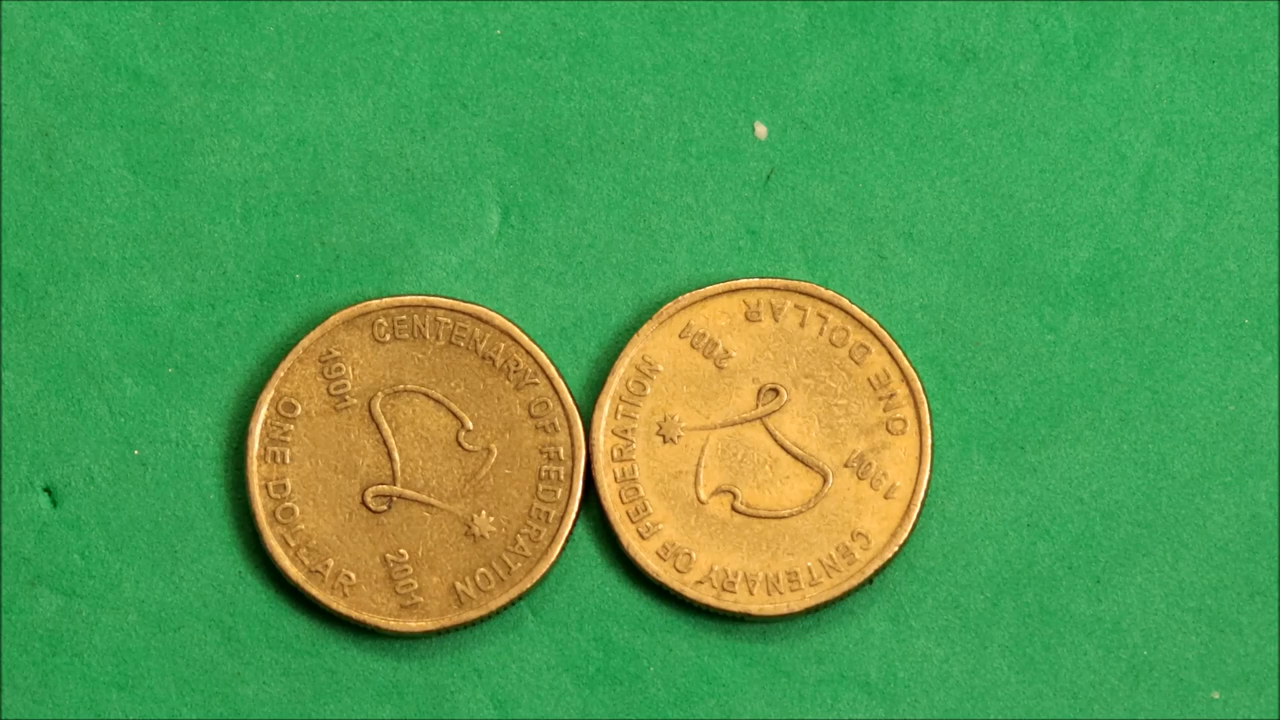 CENTENARY OF FEDERATION
1901
2001
ONE DOLLAR
CENTENARY OF FEDERATION
1901
2001
ONE DOLLAR